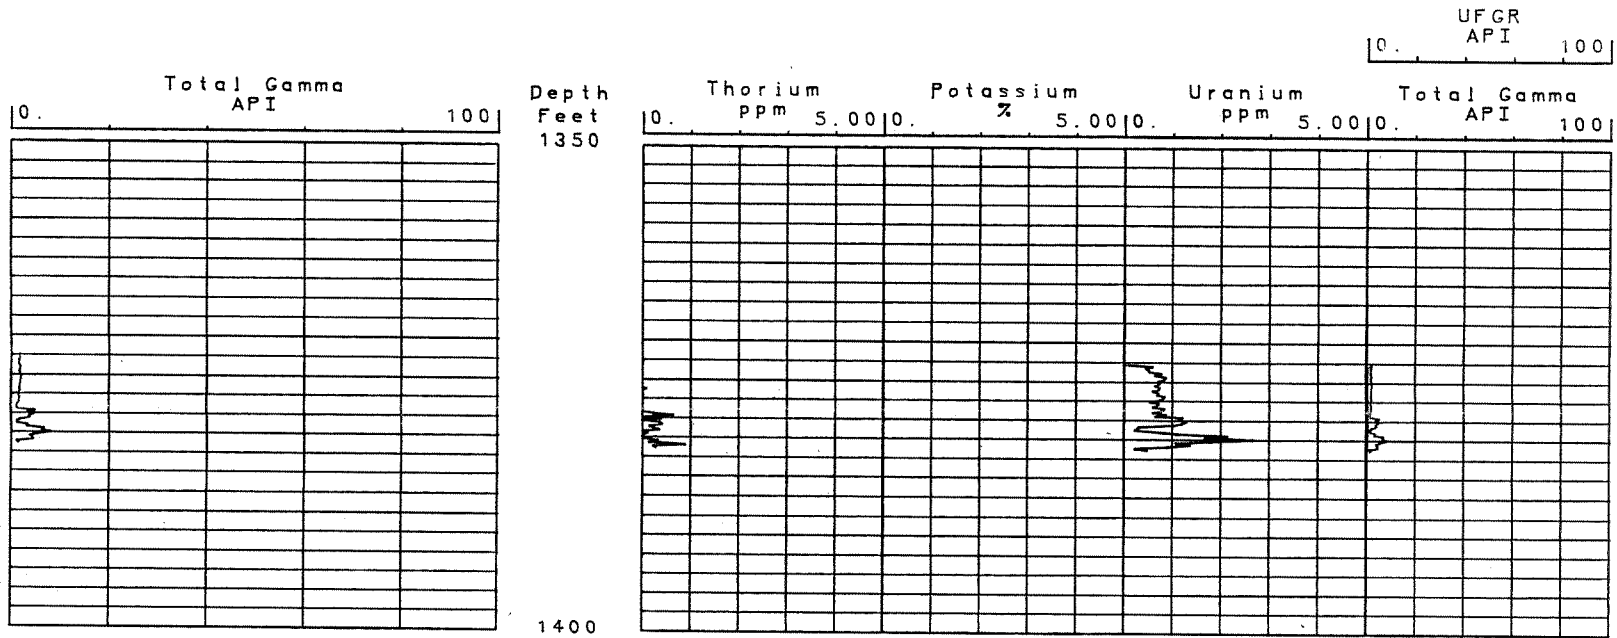 UFGR
API
0. 100
Total Gamma
API
0. 100
Depth
Feet
1350
Thorium
ppm
0. 5.00
Potassium
%
0. 5.00
Uranium
ppm
0. 5.00
Total Gamma
API
0. 100
1400